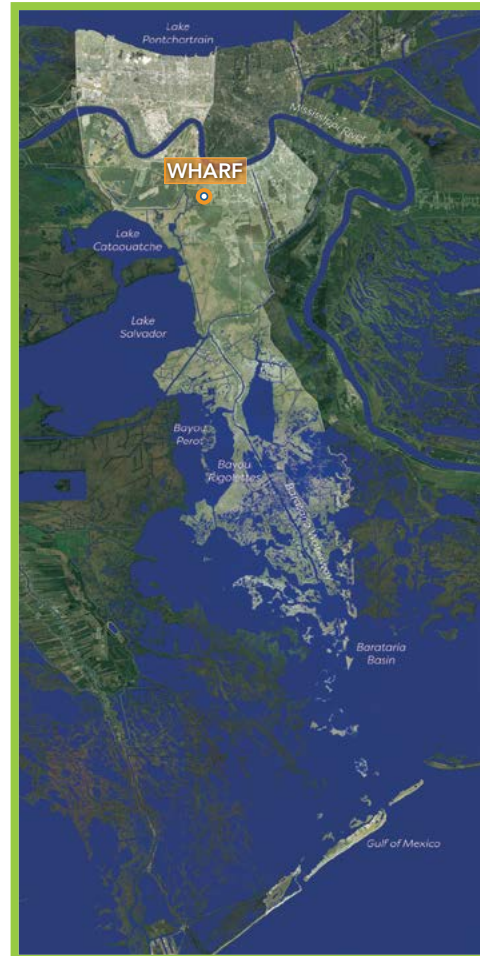 Lake
Pontchartrain
Mississippi River
WHARF
Lake
Cataouatche
Lake
Salvador
Bayou
Perot
Bayou
Rigolettes
Barataria Waterway
Barataria
Basin
Gulf of Mexico